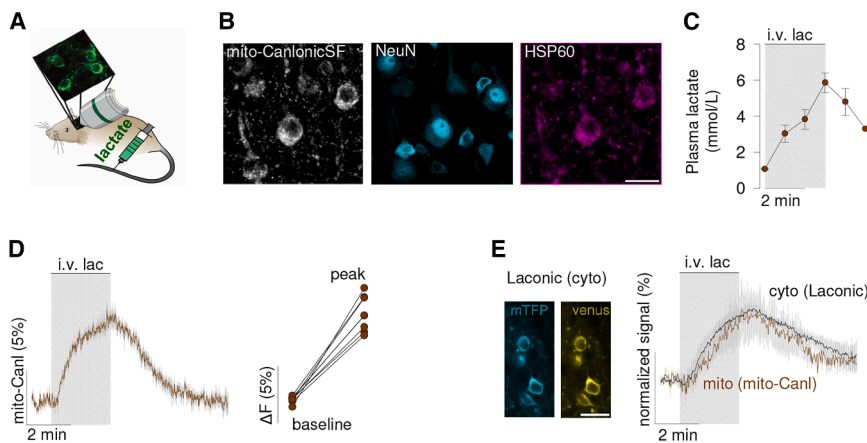 A
lactate
B
mito-CanlonicSF
NeuN
HSP60
C
i.v. lac
Plasma lactate
(mmol/L)
8
6
4
2
0
2 min
D
i.v. lac
mito-Canl (5%)
2 min
peak
ΔF (5%)
baseline
E
Laconic (cyto)
mTFP
venus
i.v. lac
normalized signal (%)
cyto (Laconic)
mito (mito-Canl)
2 min